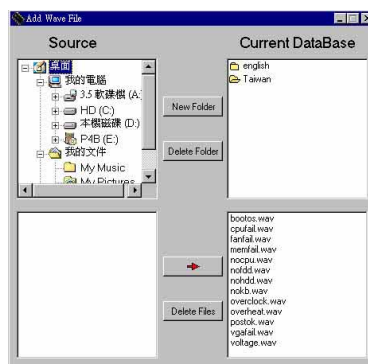 Add Wave File
Source
Current DataBase
桌面
我的電腦
3.5 軟碟機 (A:
HD (C:)
本機磁碟 (D:)
P4B (E:)
我的文件
My Music
My Pictures
New Folder
Delete Folder
english
Taiwan
Delete Files
bootos.wav
cpufail.wav
fanfail.wav
memfail.wav
nocpu.wav
nofdd.wav
nohdd.wav
nokb.wav
overclock.wav
overheat.wav
postok.wav
vgafail.wav
voltage.wav